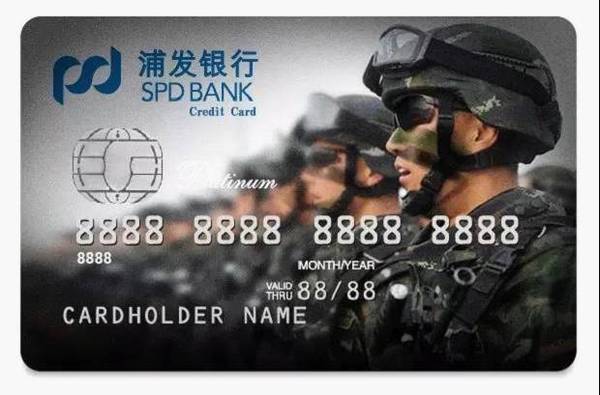 浦发银行
SPD BANK
Credit Card
Platinum
8888 8888 8888 8888
8888
MONTH/YEAR
VALID THRU 88/88
CARDHOLDER NAME